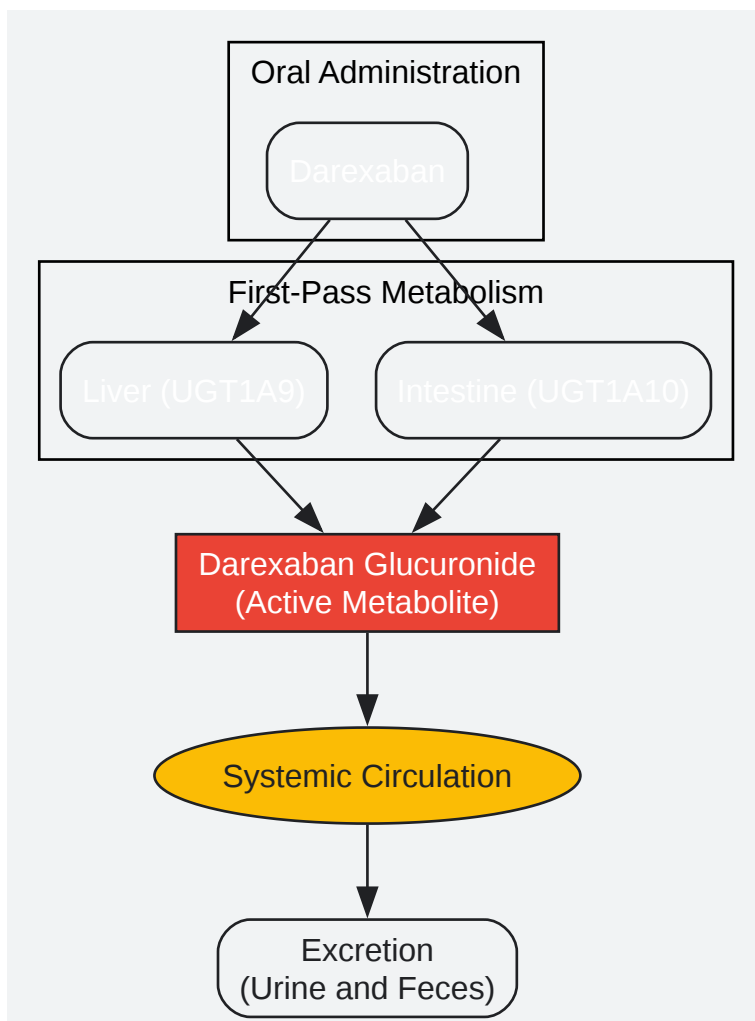 Oral Administration
Darexaban
First-Pass Metabolism
Liver (UGT1A9)
Intestine (UGT1A10)
Darexaban Glucuronide
(Active Metabolite)
Systemic Circulation
Excretion
(Urine and Feces)